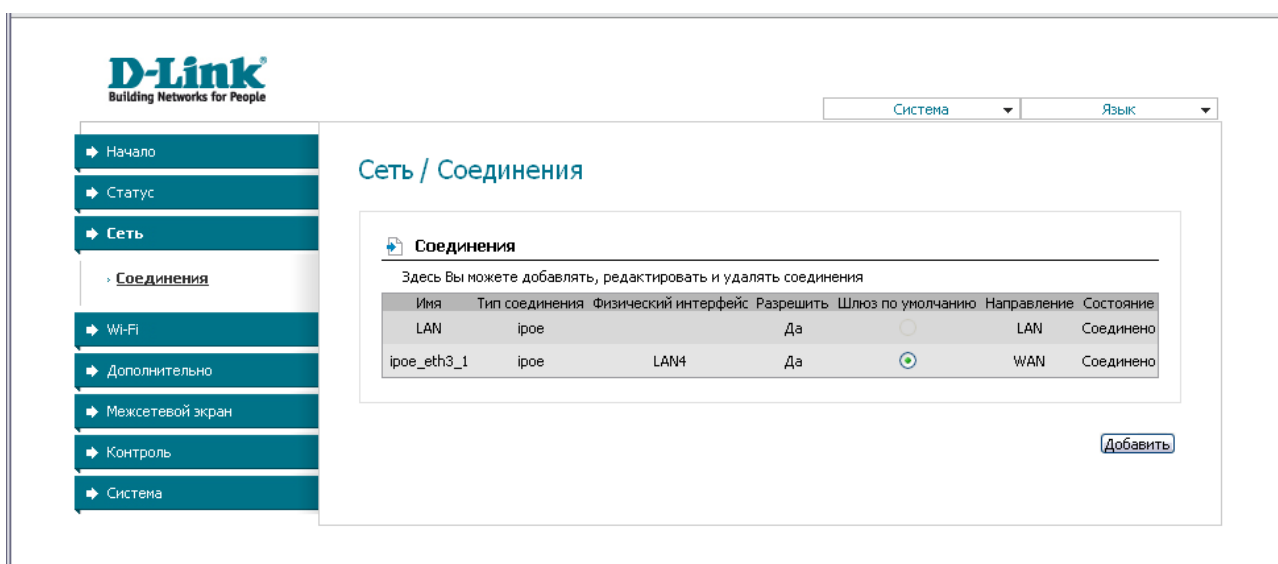 D-Link
Building Networks for People
Система Язык
Начало
Статус
Сеть
Соединения
Wi-Fi
Дополнительно
Межсетевой экран
Контроль
Система
Сеть / Соединения
Соединения
Здесь Вы можете добавлять, редактировать и удалять соединения
Имя Тип соединения Физический интерфейс Разрешить Шлюз по умолчанию Направление Состояние
LAN ipoe Да LAN Соединено
ipoe_eth3_1 ipoe LAN4 Да WAN Соединено
Добавить